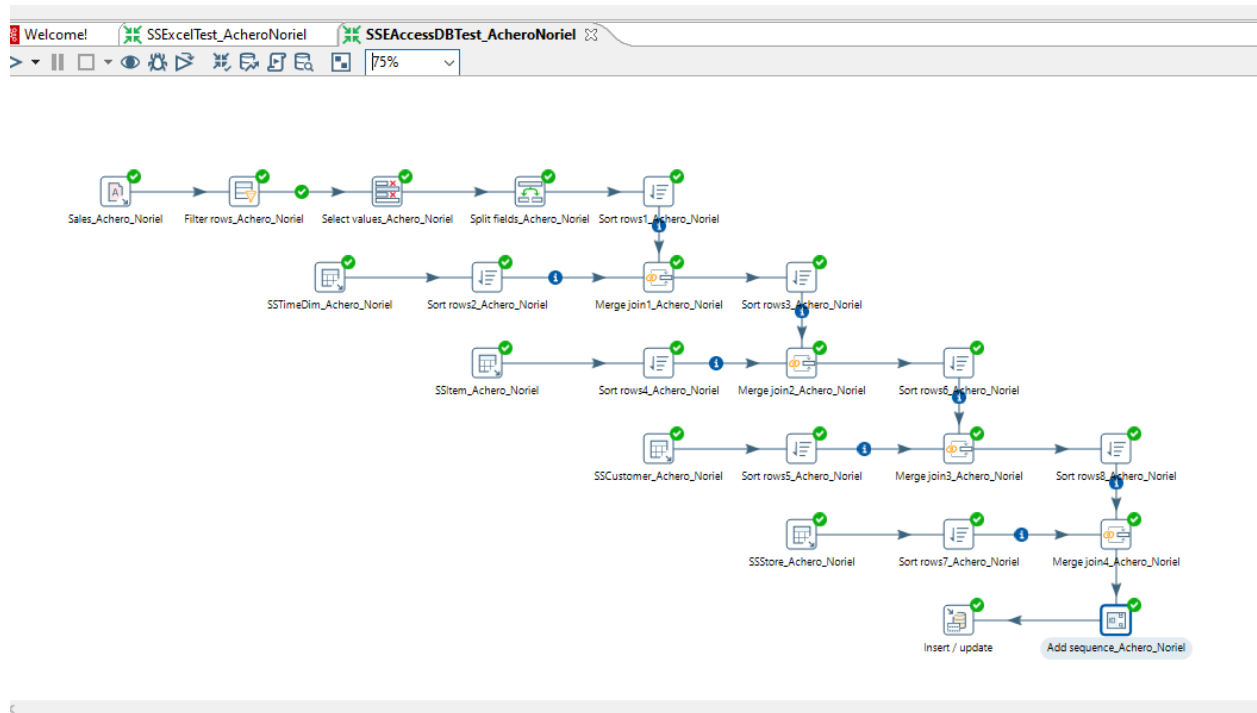 Welcome!
SSExcelTest_AcheroNoriel
SSEAccessDBTest_AcheroNoriel
75%
Sales_Achero_Noriel
Filter rows_Achero_Noriel
Select values_Achero_Noriel
Split fields_Achero_Noriel
Sort rows1_Achero_Noriel
SSTimeDim_Achero_Noriel
Sort rows2_Achero_Noriel
Merge join1_Achero_Noriel
Sort rows3_Achero_Noriel
SSItem_Achero_Noriel
Sort rows4_Achero_Noriel
Merge join2_Achero_Noriel
Sort rows6_Achero_Noriel
SSCustomer_Achero_Noriel
Sort rows5_Achero_Noriel
Merge join3_Achero_Noriel
Sort rows8_Achero_Noriel
SSStore_Achero_Noriel
Sort rows7_Achero_Noriel
Merge join4_Achero_Noriel
Insert / update
Add sequence_Achero_Noriel